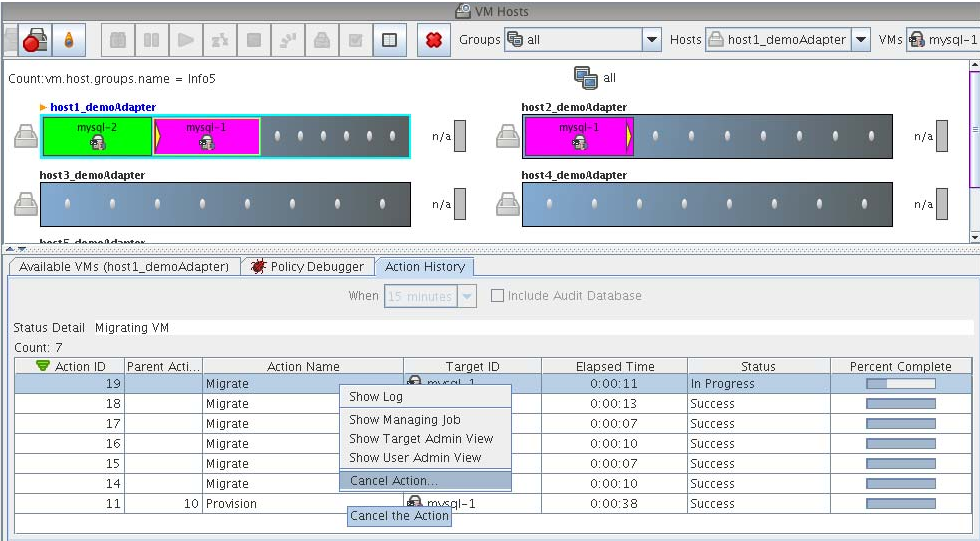 VM Hosts
Groups all Hosts host1_demoAdapter VMs mysql-1
Count:vm.host.groups.name = Info5 all
host1_demoAdapter host2_demoAdapter
mysql-2 mysql-1 n/a mysql-1 n/a
host3_demoAdapter host4_demoAdapter
n/a n/a
host5_demoAdapter
Available VMs (host1_demoAdapter) Policy Debugger Action History
When 15 minutes Include Audit Database
Status Detail Migrating VM
Count: 7
Action ID Parent Acti... Action Name Target ID Elapsed Time Status Percent Complete
19 Migrate mysql-1 0:00:11 In Progress
Show Log
18 Migrate 0:00:13 Success
Show Managing Job
17 Migrate 0:00:07 Success
Show Target Admin View
16 Migrate 0:00:10 Success
Show User Admin View
15 Migrate 0:00:07 Success
Cancel Action...
14 Migrate 0:00:10 Success
11 10 Provision mysql-1 0:00:38 Success
Cancel the Action